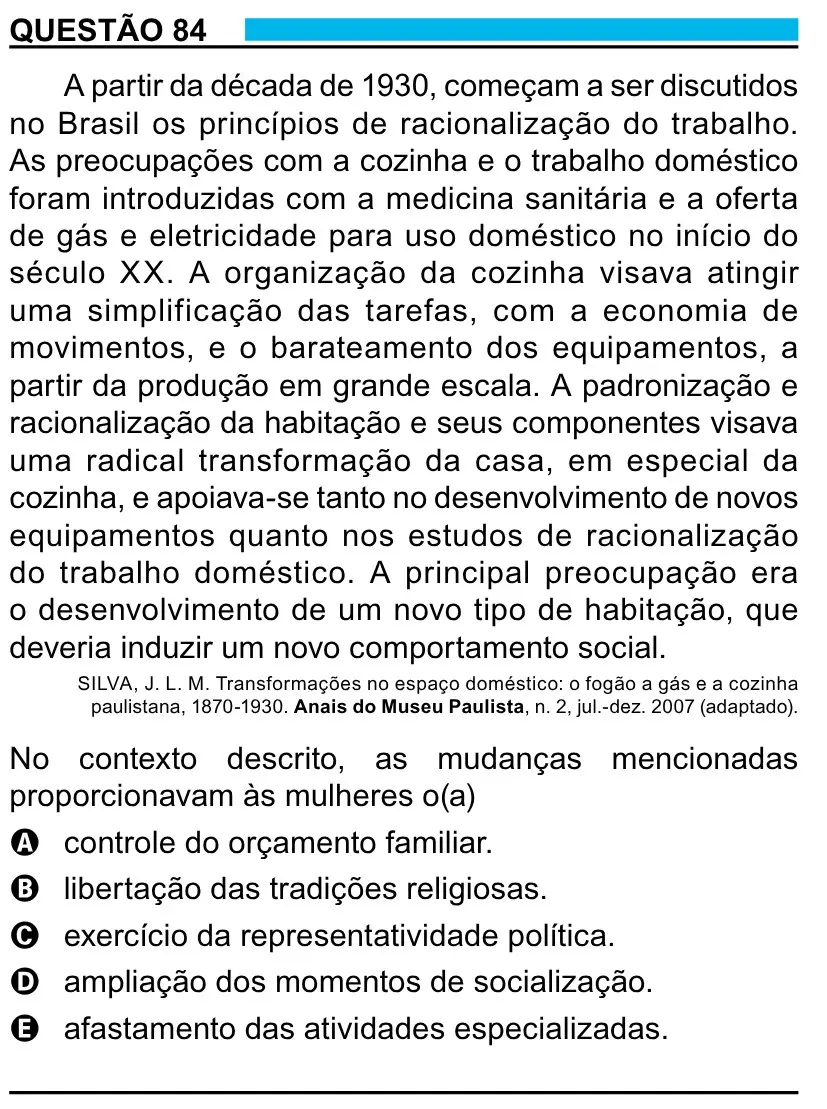 QUESTÃO 84
A partir da década de 1930, começam a ser discutidos
no Brasil os princípios de racionalização do trabalho.
As preocupações com a cozinha e o trabalho doméstico
foram introduzidas com a medicina sanitária e a oferta
de gás e eletricidade para uso doméstico no início do
século XX. A organização da cozinha visava atingir
uma simplificação das tarefas, com a economia de
movimentos, e o barateamento dos equipamentos, a
partir da produção em grande escala. A padronização e
racionalização da habitação e seus componentes visava
uma radical transformação da casa, em especial da
cozinha, e apoiava-se tanto no desenvolvimento de novos
equipamentos quanto nos estudos de racionalização
do trabalho doméstico. A principal preocupação era
o desenvolvimento de um novo tipo de habitação, que
deveria induzir um novo comportamento social.
SILVA, J. L. M. Transformações no espaço doméstico: o fogão a gás e a cozinha
paulistana, 1870-1930. Anais do Museu Paulista, n. 2, jul.-dez. 2007 (adaptado).
No contexto descrito, as mudanças mencionadas
proporcionavam às mulheres o(a)
A controle do orçamento familiar.
B libertação das tradições religiosas.
C exercício da representatividade política.
D ampliação dos momentos de socialização.
E afastamento das atividades especializadas.